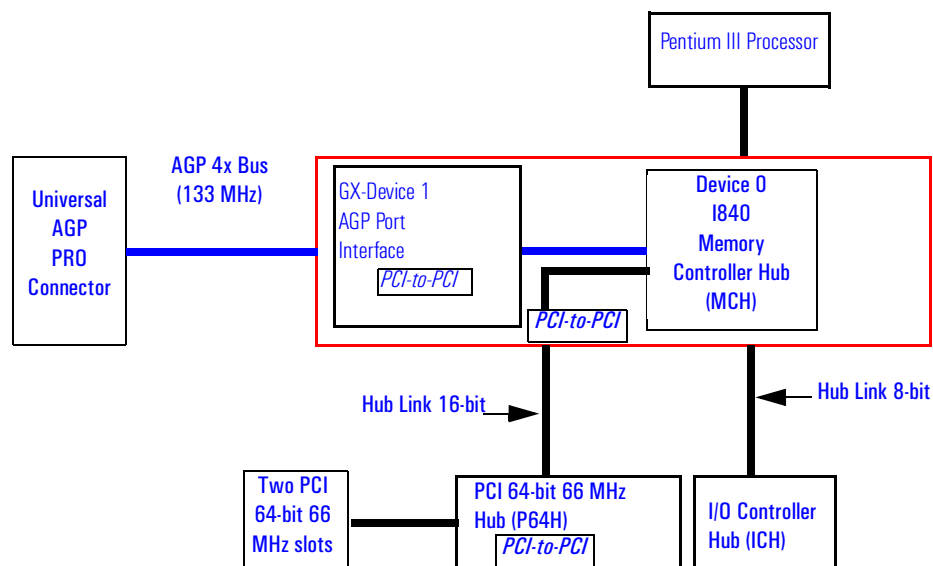 Pentium III Processor
AGP 4x Bus
(133 MHz)
Universal
AGP
PRO
Connector
GX-Device 1
AGP Port
Interface
PCI-to-PCI
Device 0
I840
Memory
Controller Hub
(MCH)
PCI-to-PCI
Hub Link 16-bit
Hub Link 8-bit
Two PCI
64-bit 66
MHz slots
PCI 64-bit 66 MHz
Hub (P64H)
PCI-to-PCI
I/O Controller
Hub (ICH)